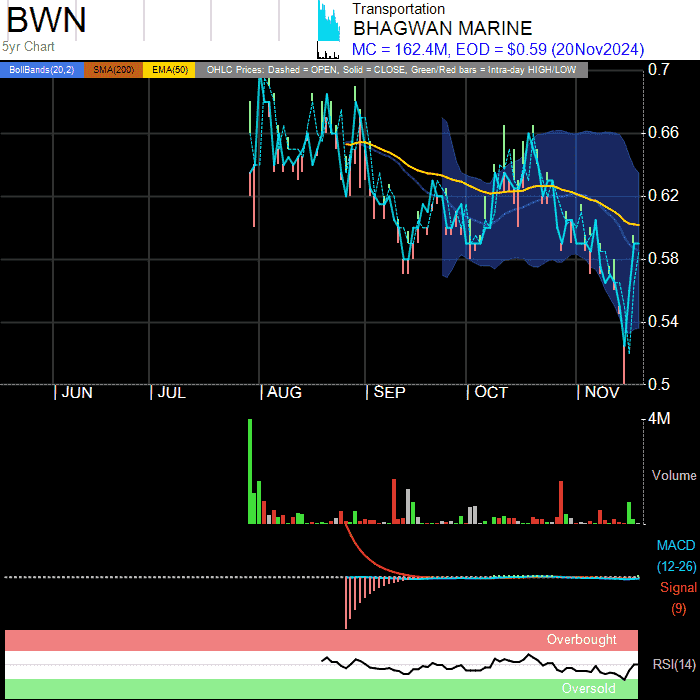 BWN
5yr Chart
Transportation
BHAGWAN MARINE
MC = 162.4M, EOD = $0.59 (20Nov2024)
BollBands(20,2) SMA(200) EMA(50) OHLC Prices: Dashed = OPEN, Solid = CLOSE, Green/Red bars = Intra-day HIGH/LOW
0.7
0.66
0.62
0.58
0.54
0.5
| JUN | JUL | AUG | SEP | OCT | NOV
4M
Volume
MACD
(12-26)
Signal
(9)
Overbought
RSI(14)
Oversold